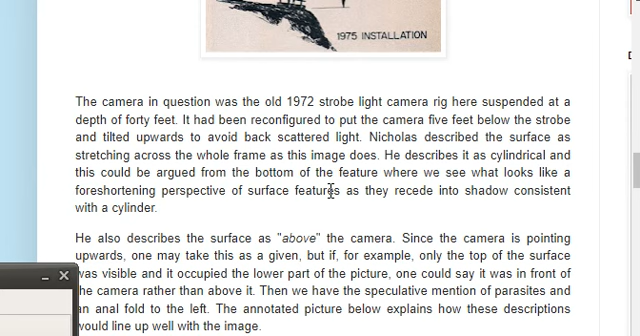 1975 INSTALLATION
The camera in question was the old 1972 strobe light camera rig here suspended at a
depth of forty feet. It had been reconfigured to put the camera five feet below the strobe
and tilted upwards to avoid back scattered light. Nicholas described the surface as
stretching across the whole frame as this image does. He describes it as cylindrical and
this could be argued from the bottom of the feature where we see what looks like a
foreshortening perspective of surface features as they recede into shadow consistent
with a cylinder.
He also describes the surface as "above" the camera. Since the camera is pointing
upwards, one may take this as a given, but if, for example, only the top of the surface
was visible and it occupied the lower part of the picture, one could say it was in front of
the camera rather than above it. Then we have the speculative mention of parasites and
an anal fold to the left. The annotated picture below explains how these descriptions
would line up well with the image.